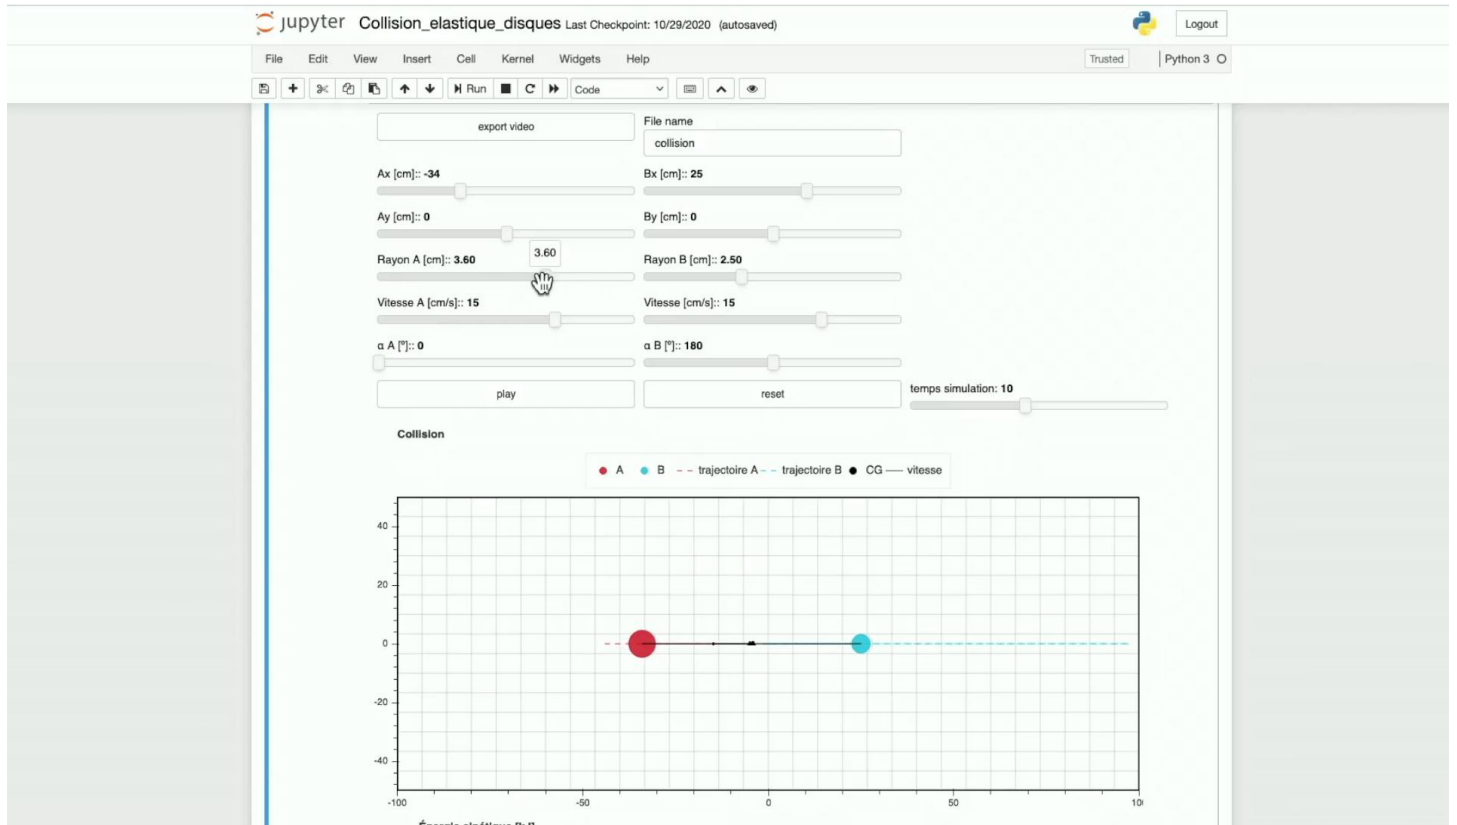 jupyter Collision_elastique_disques Last Checkpoint: 10/29/2020 (autosaved) Logout
File Edit View Insert Cell Kernel Widgets Help Trusted Python 3
Run Code
export video
File name
collision
Ax [cm]:: -34 Bx [cm]:: 25
Ay [cm]:: 0 By [cm]:: 0
3.60
Rayon A [cm]:: 3.60 Rayon B [cm]:: 2.50
Vitesse A [cm/s]:: 15 Vitesse [cm/s]:: 15
α A [°]:: 0 α B [°]:: 180
play reset temps simulation: 10
Collision
A B trajectoire A trajectoire B CG vitesse
40
20
0
-20
-40
-100 -50 0 50 10